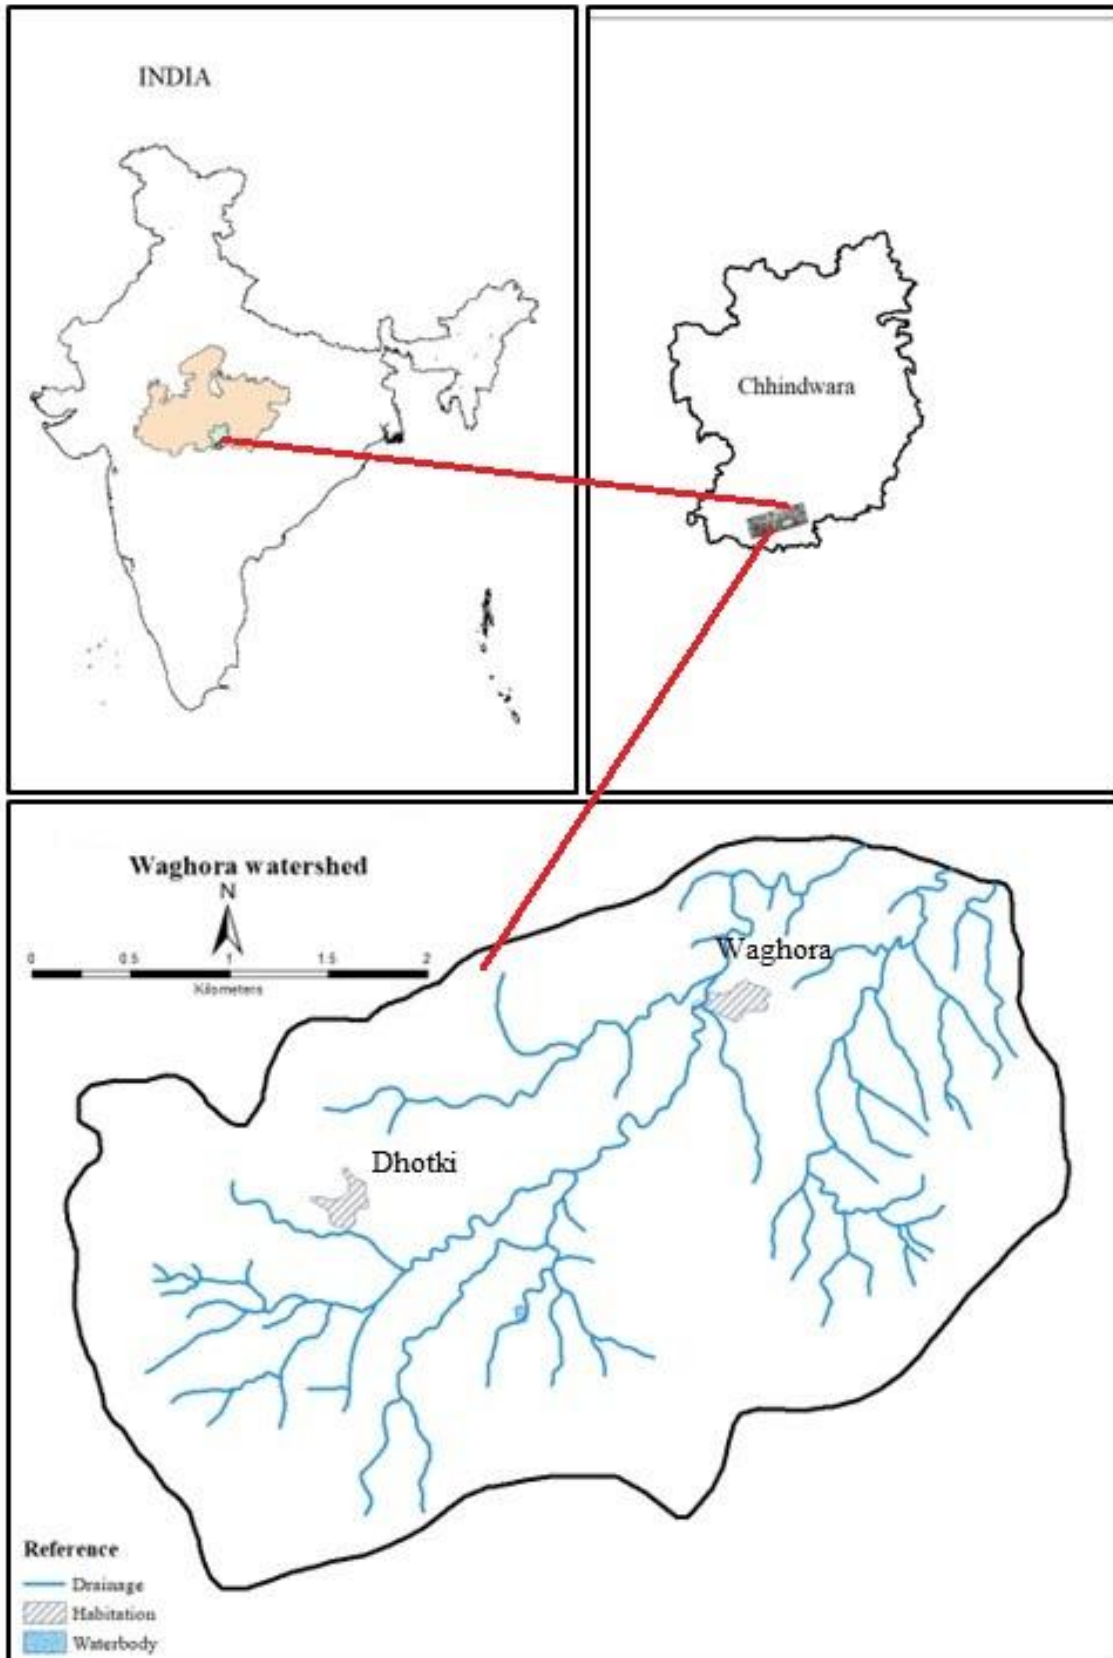 INDIA
Chhindwara
Waghora watershed
N
0 0.5 1 1.5 2
Kilometers
Waghora
Dhotki
Reference
Drainage
Habitation
Waterbody